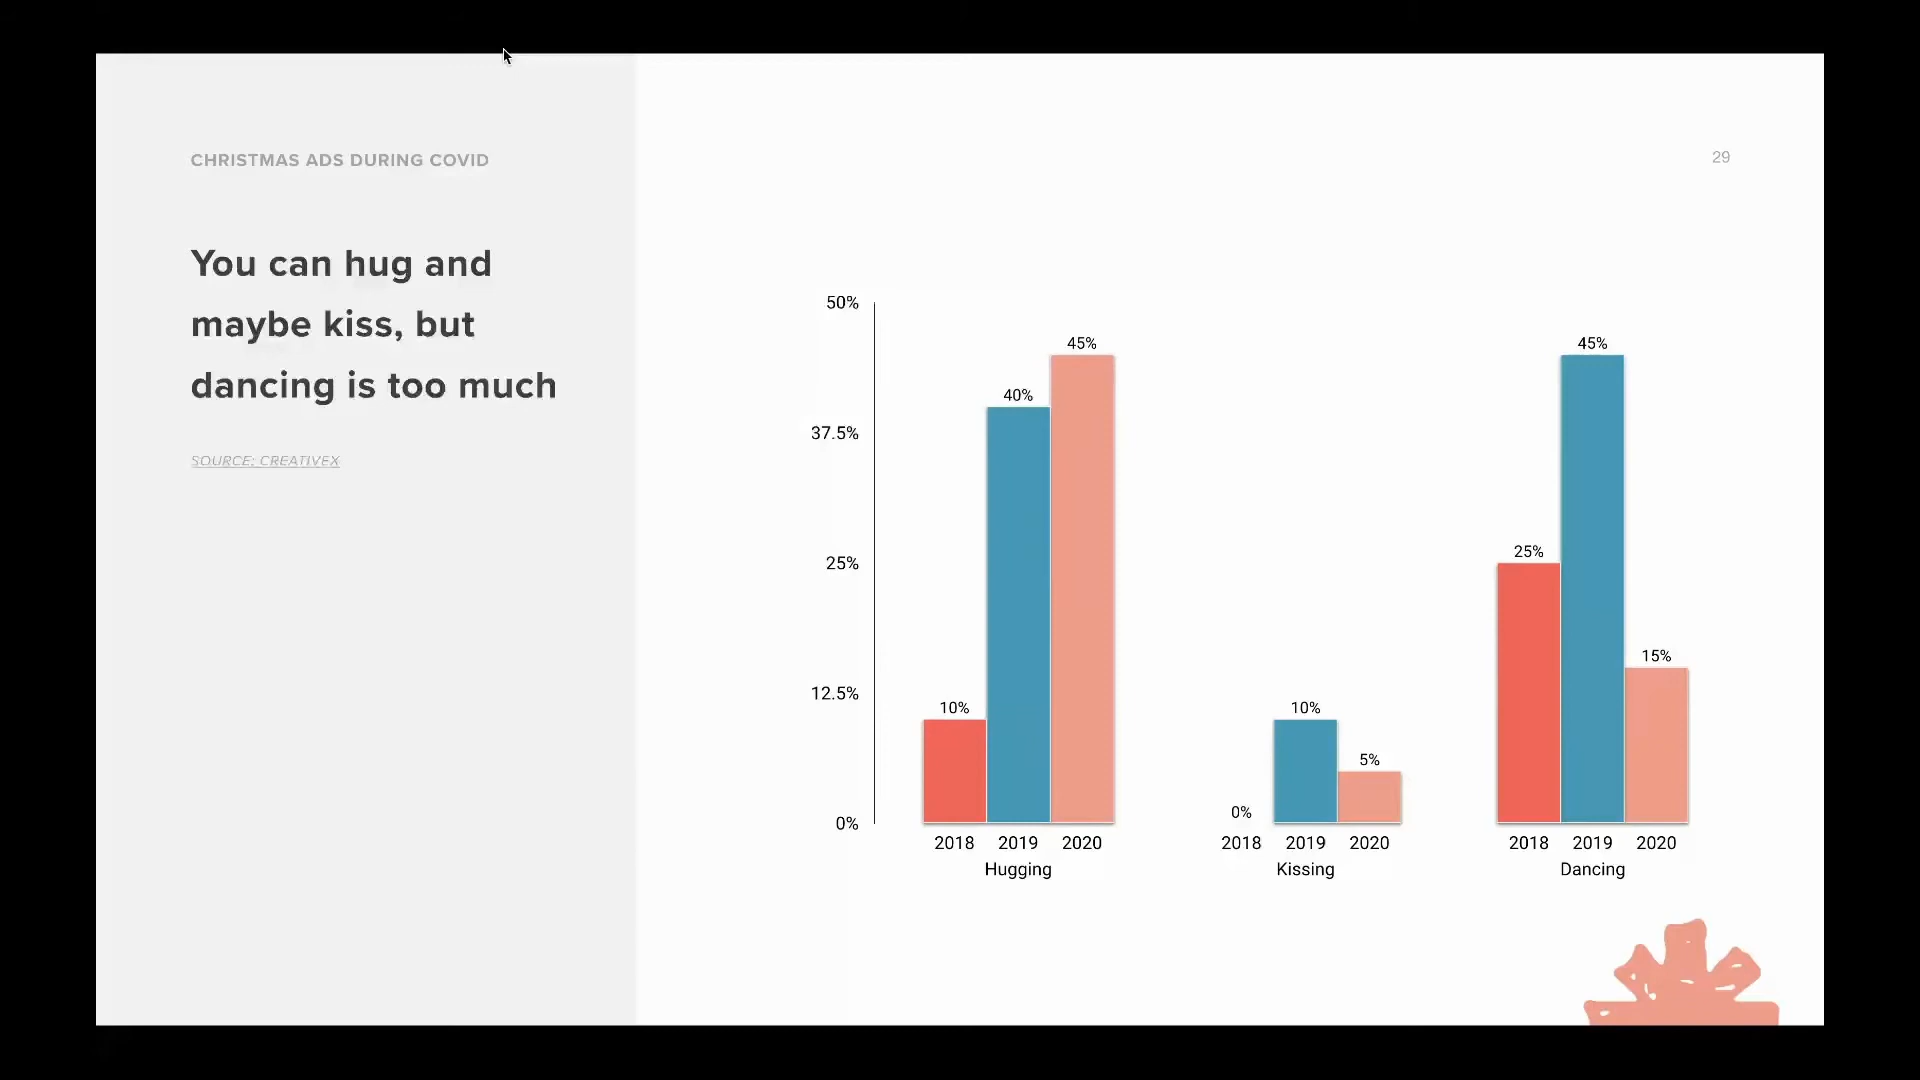 CHRISTMAS ADS DURING COVID
29
You can hug and
maybe kiss, but
dancing is too much
SOURCE: CREATIVEX
50%
37.5%
25%
12.5%
0%
10%
40%
45%
0%
10%
5%
25%
45%
15%
2018 2019 2020 2018 2019 2020 2018 2019 2020
Hugging Kissing Dancing